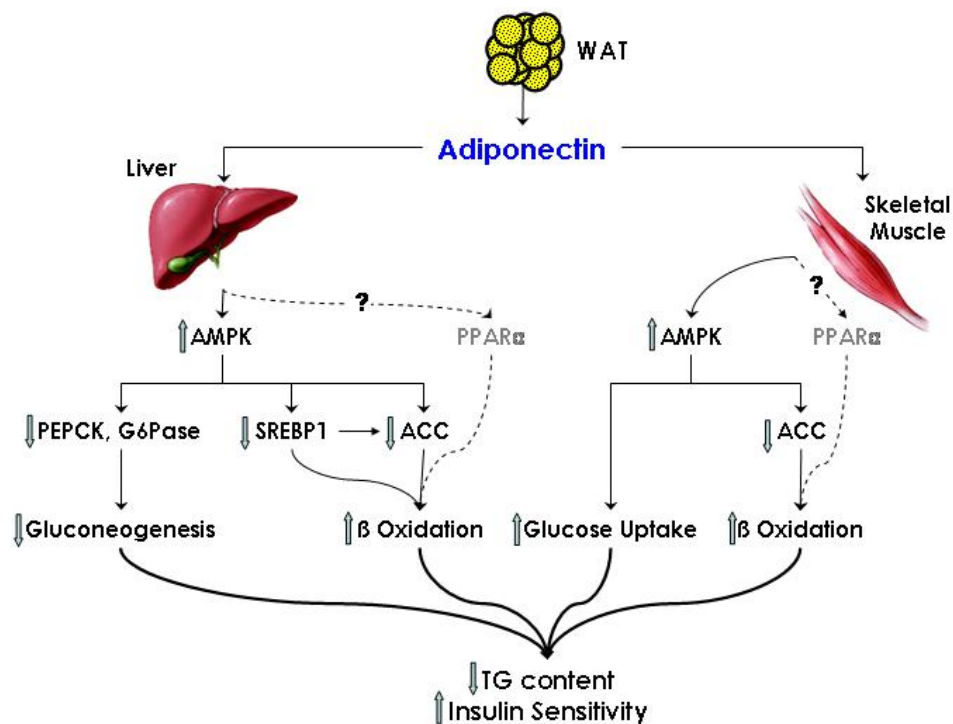 WAT
Adiponectin
Liver
Skeletal
Muscle
?
?
⇑AMPK
PPARα
⇑AMPK
PPARα
⇓PEPCK, G6Pase
⇓SREBP1
⇓ACC
⇓ACC
⇓Gluconeogenesis
⇑ß Oxidation
⇑Glucose Uptake
⇑ß Oxidation
⇓TG content
⇑Insulin Sensitivity